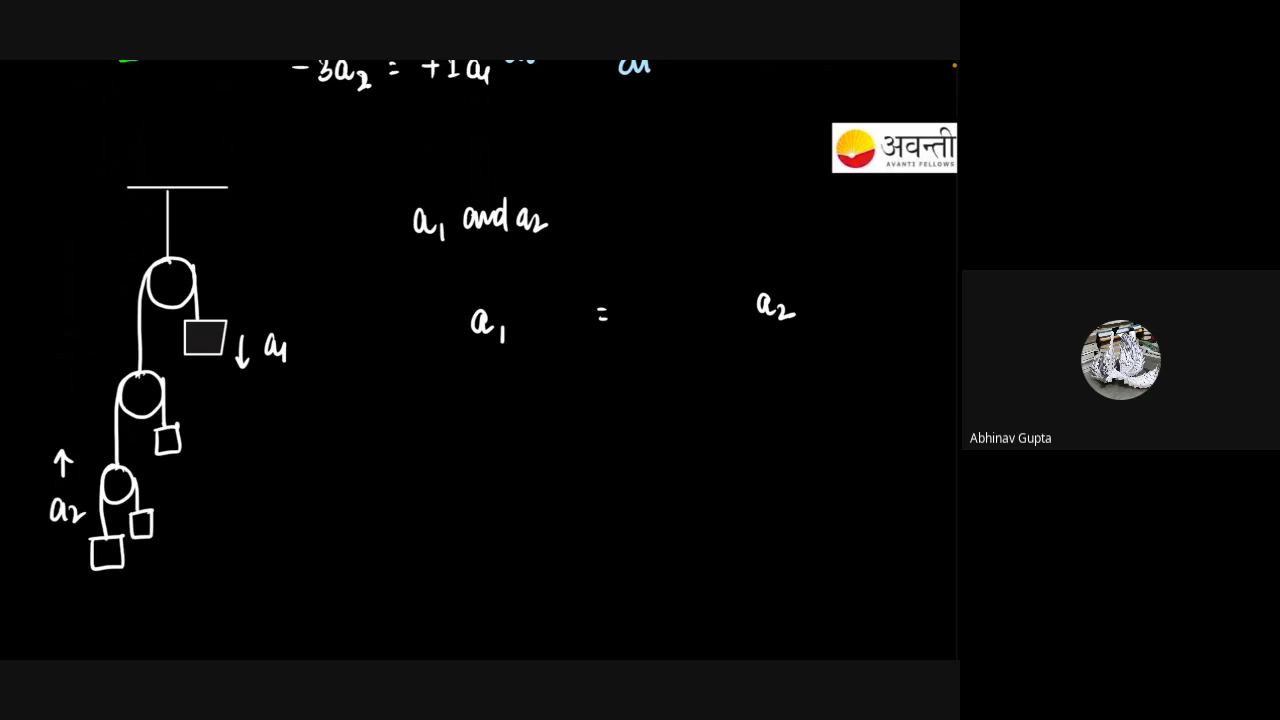 - 3a₂ = +1a₁
अवन्ती
AVANTI FELLOWS
a₁ and a₂
a₁ = a₂
↓ a₁
↑
a₂
Abhinav Gupta